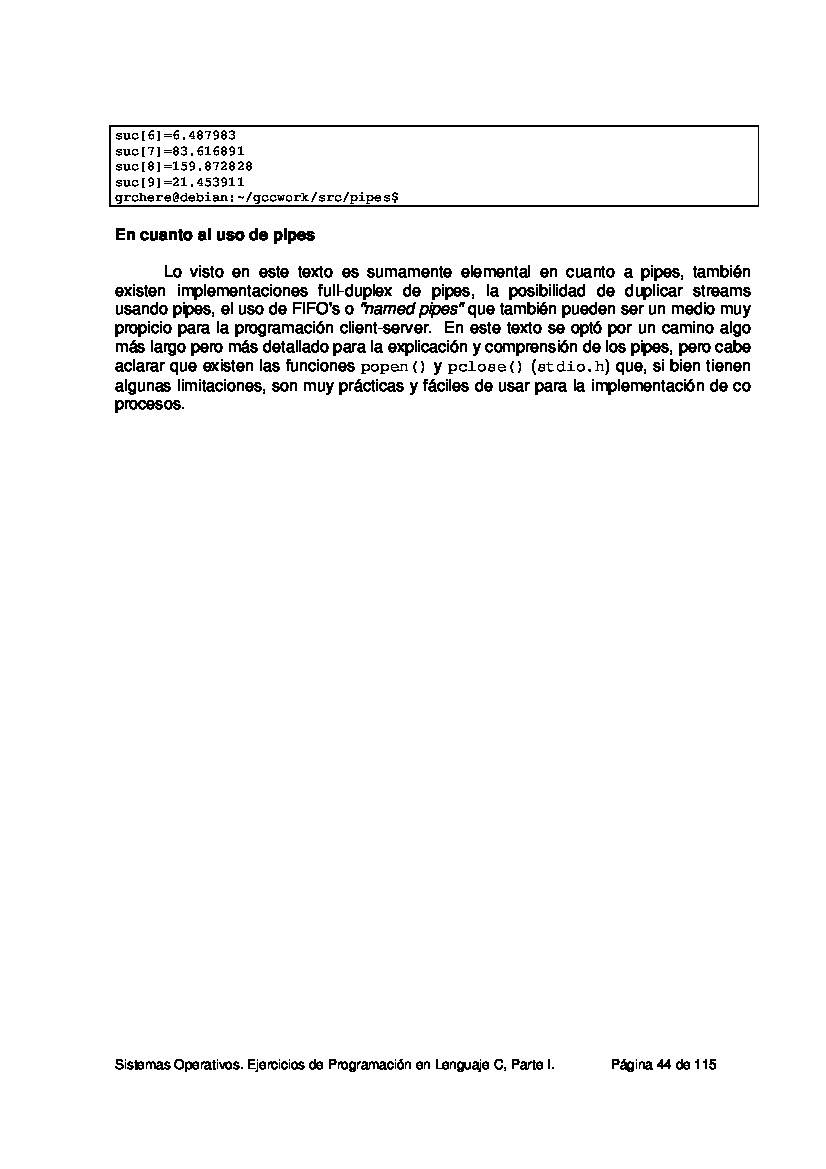 suc[6]=6.487983
suc[7]=83.616891
suc[8]=159.872828
suc[9]=21.453911
grchere@debian:~/gccwork/src/pipes$
En cuanto al uso de pipes
Lo visto en este texto es sumamente elemental en cuanto a pipes, también
existen implementaciones full-duplex de pipes, la posibilidad de duplicar streams
usando pipes, el uso de FIFO's o "named pipes" que también pueden ser un medio muy
propicio para la programación client-server. En este texto se optó por un camino algo
más largo pero más detallado para la explicación y comprensión de los pipes, pero cabe
aclarar que existen las funciones popen() y pclose() (stdio.h) que, si bien tienen
algunas limitaciones, son muy prácticas y fáciles de usar para la implementación de co
procesos.
Sistemas Operativos. Ejercicios de Programación en Lenguaje C, Parte I. Página 44 de 115